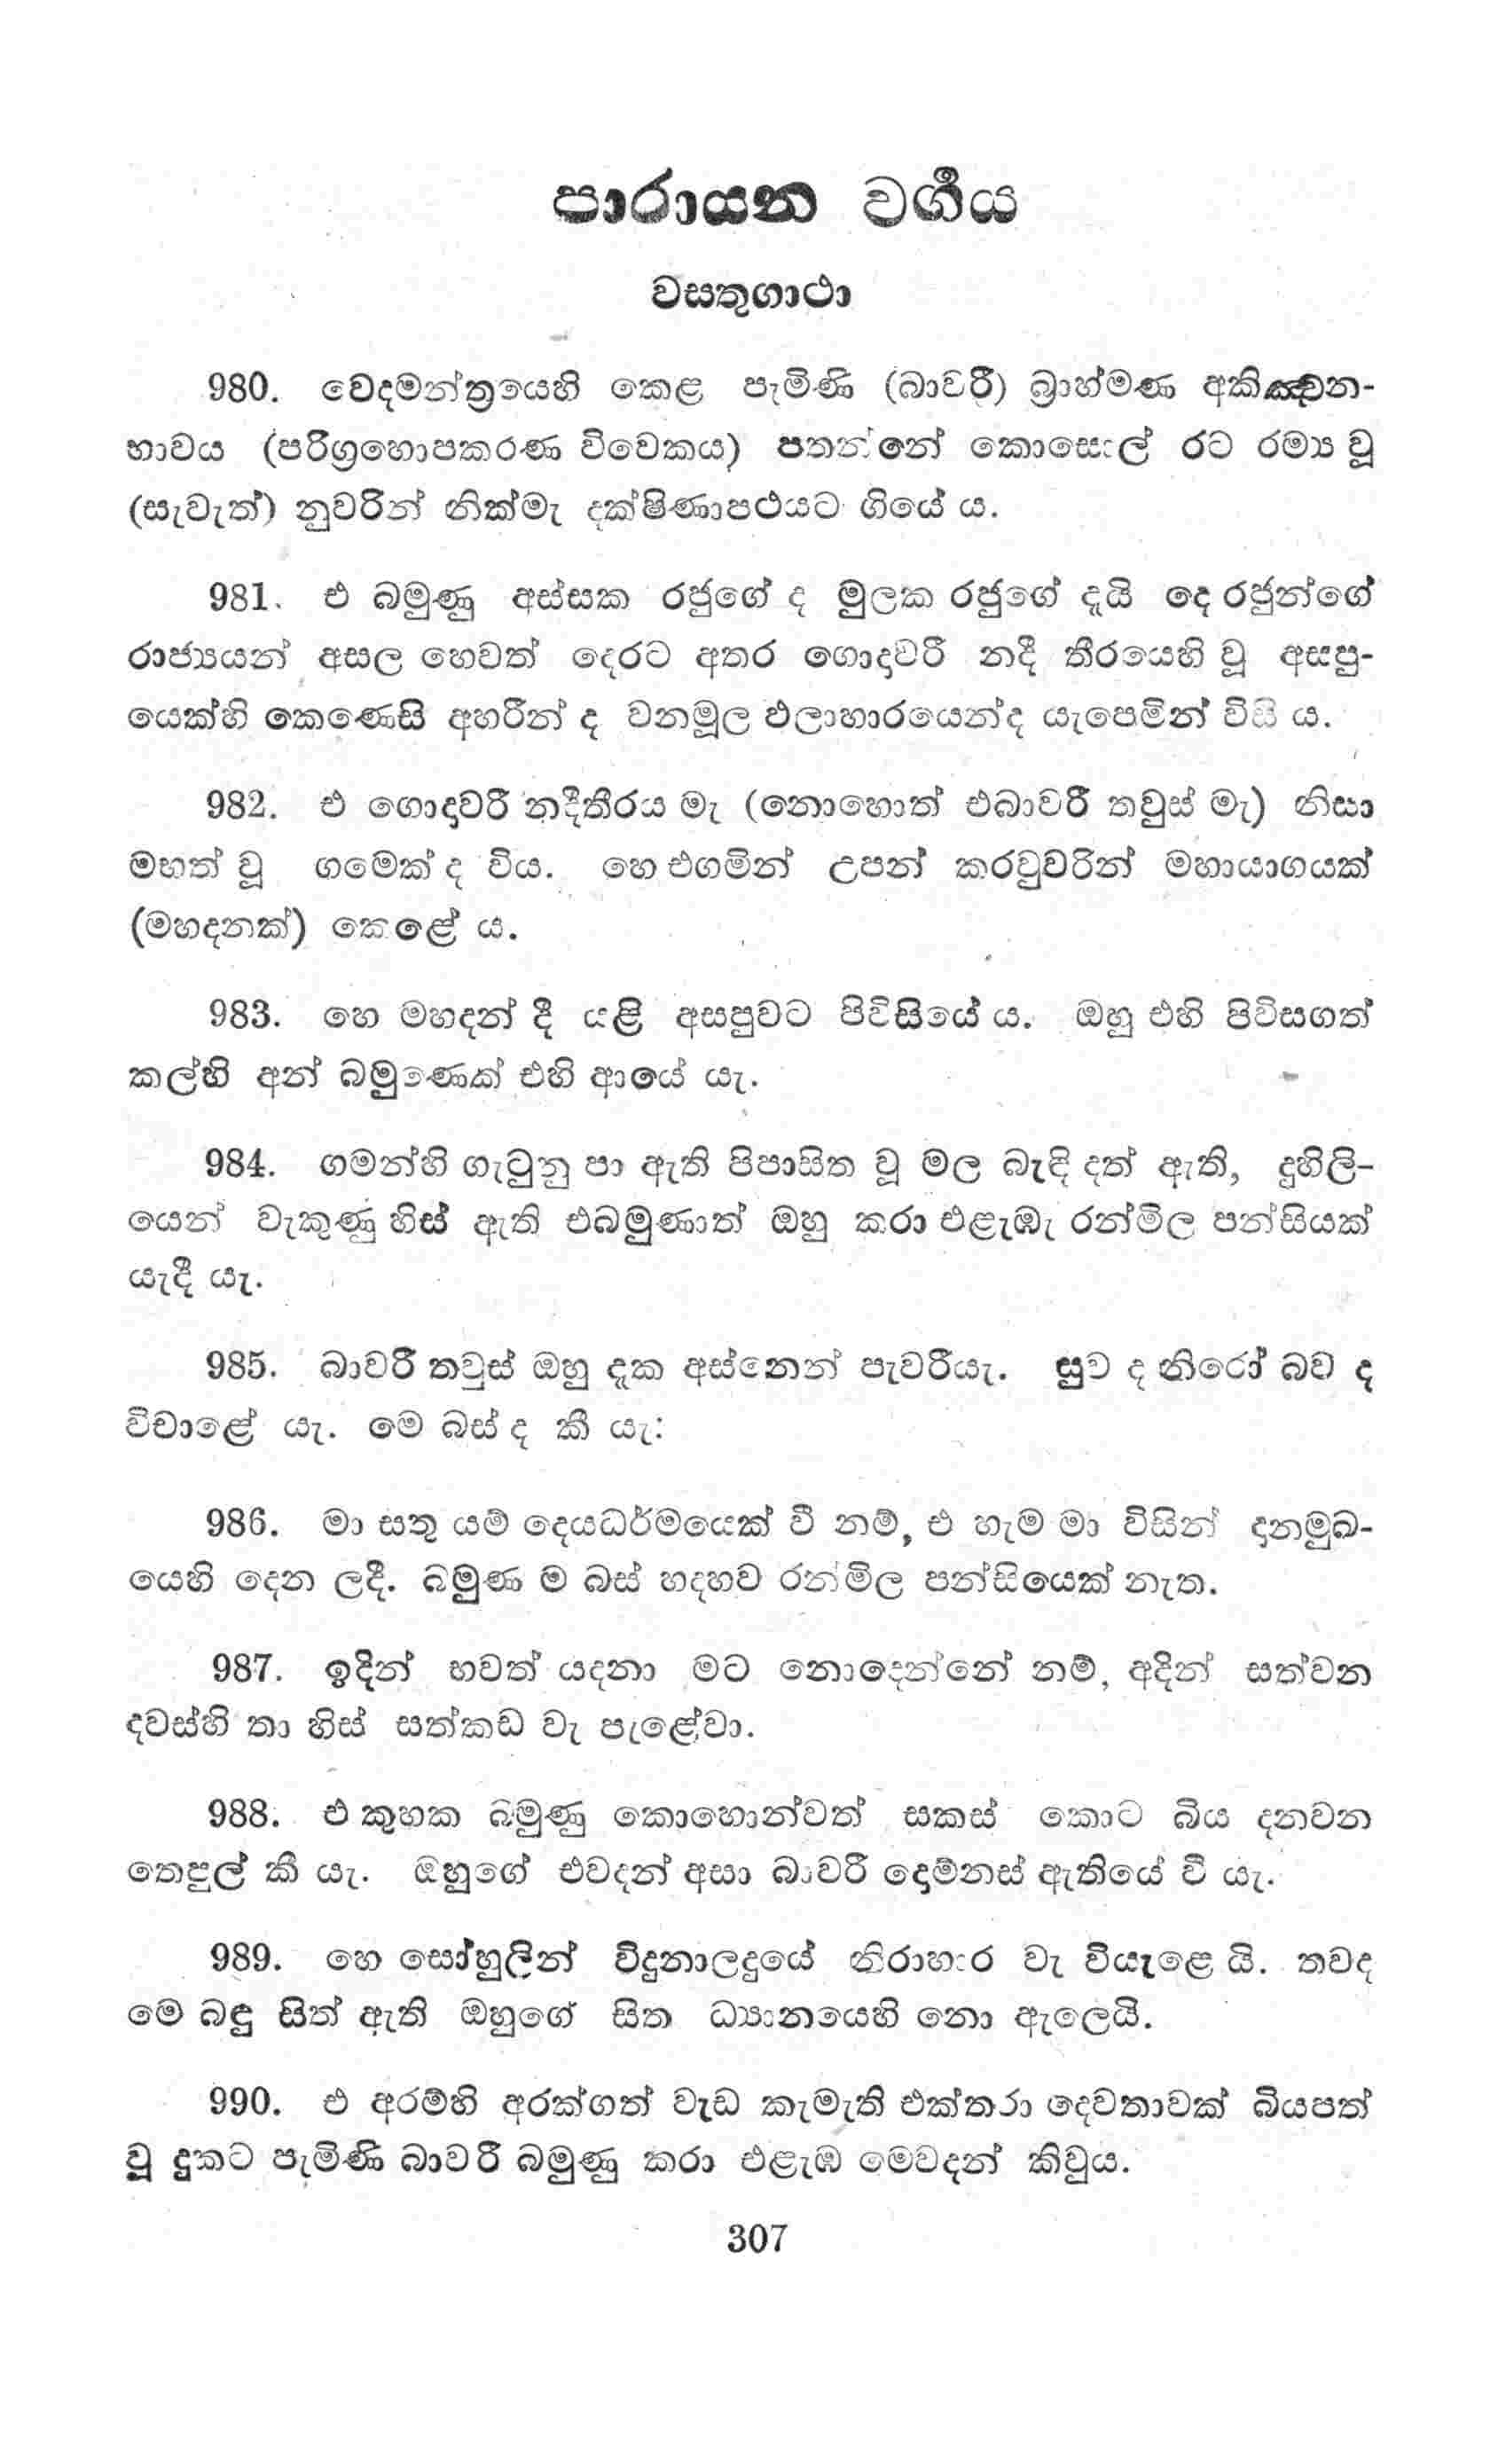 පාරායන වර්‍ගය
වස්තුගාථා
980. වෙදමන්ත්‍රයෙහි කෙළ පැමිණි (බාවරී) බ්‍රාහ්මණ අකිඤ්චන-
භාවය (පරිග්‍රහොපකරණ විවෙකය) පතන්නේ කොසොල් රට රම්‍ය වූ
(සැවැත්) නුවරින් නික්මැ දක්ෂිණාපථයට ගියේ ය.
981. එ බමුණු අස්සක රජුගේ ද මුලක රජුගේ දැයි දෙ රජුන්ගේ
රාජ්‍යයන් අසල හෙවත් දෙරට අතර ගොදාවරී නදී තීරයෙහි වූ අසපු-
යෙක්හි කෙණෙසි අහරින් ද වනමූල ඵලාහාරයෙන්ද යැපෙමින් විසි ය.
982. එ ගොදාවරී නදීතීරය මැ (නොහොත් එබාවරී තවුස් මැ) නිසා
මහත් වූ ගමෙක් ද විය. හෙ එගමින් උපන් කරවුවරින් මහායාගයක්
(මහදනක්) කෙළේ ය.
983. හෙ මහදන් දී යළි අසපුවට පිවිසියේ ය. ඔහු එහි පිවිසගත්
කල්හි අන් බමුණෙක් එහි ආයේ යැ.
984. ගමන්හි ගැටුනු පා ඇති පිපාසිත වූ මල බැඳි දත් ඇති, දුහිලි-
යෙන් වැකුණු හිස් ඇති එබමුණාත් ඔහු කරා එළැඹැ රන්මිල පන්සියක්
යැදී යැ.
985. බාවරී තවුස් ඔහු දැක අස්නෙන් පැවරීයැ. සුව ද නිරෝ බව ද
විචාළේ යැ. මෙ බස් ද කී යැ:
986. මා සතු යම් දෙයධර්මයෙක් වී නම්, එ හැම මා විසින් දානමුඛ-
යෙහි දෙන ලදී. බමුණ ම බස් හදහව රන්මිල පන්සියෙක් නැත.
987. ඉදින් භවත් යදනා මට නොදෙන්නේ නම්, අදින් සත්වන
දවස්හි තා හිස් සත්කඩ වැ පැළේවා.
988. එ කුහක බමුණු කොහොන්වත් සකස් කොට බිය දනවන
තෙපුල් කී යැ. ඔහුගේ එවදන් අසා බාවරී දොම්නස් ඇතියේ වී යැ.
989. හෙ සෝහුලින් විදුනාලදුයේ නිරාහාර වැ වියැළෙ යි. තවද
මෙ බඳු සිත් ඇති ඔහුගේ සිත ධ්‍යානයෙහි නො ඇලෙයි.
990. එ අරම්හි අරක්ගත් වැඩ කැමැති එක්තරා දෙවතාවක් බියපත්
වූ දුකට පැමිණි බාවරී බමුණු කරා එළැඹ මෙවදන් කිවුය.
307